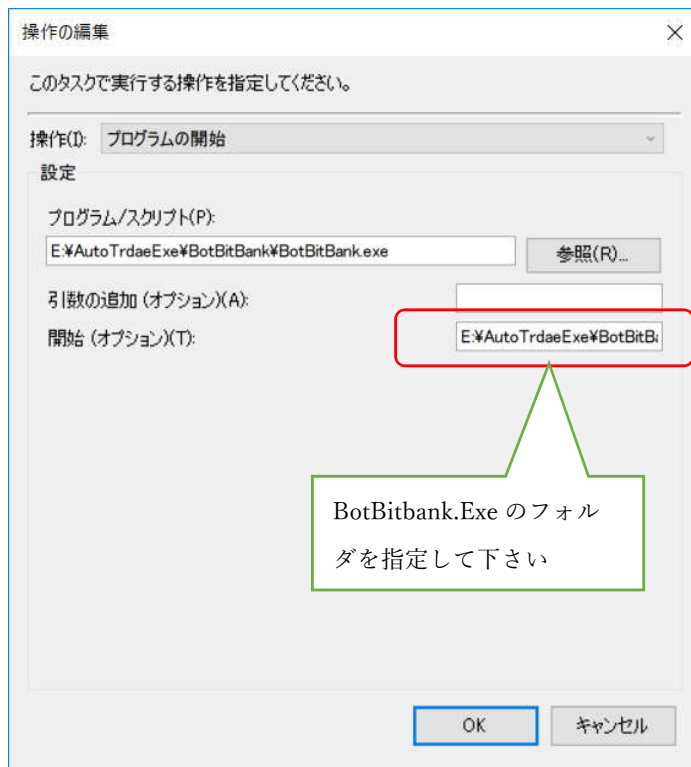 操作の編集
このタスクで実行する操作を指定してください。
操作(I): プログラムの開始
設定
プログラム/スクリプト(P):
E:¥AutoTrdaeExe¥BotBitBank¥BotBitBank.exe 参照(R)...
引数の追加 (オプション)(A):
開始 (オプション)(T): E:¥AutoTrdaeExe¥BotBitBa
BotBitbank.Exe のフォル
ダを指定して下さい
OK キャンセル